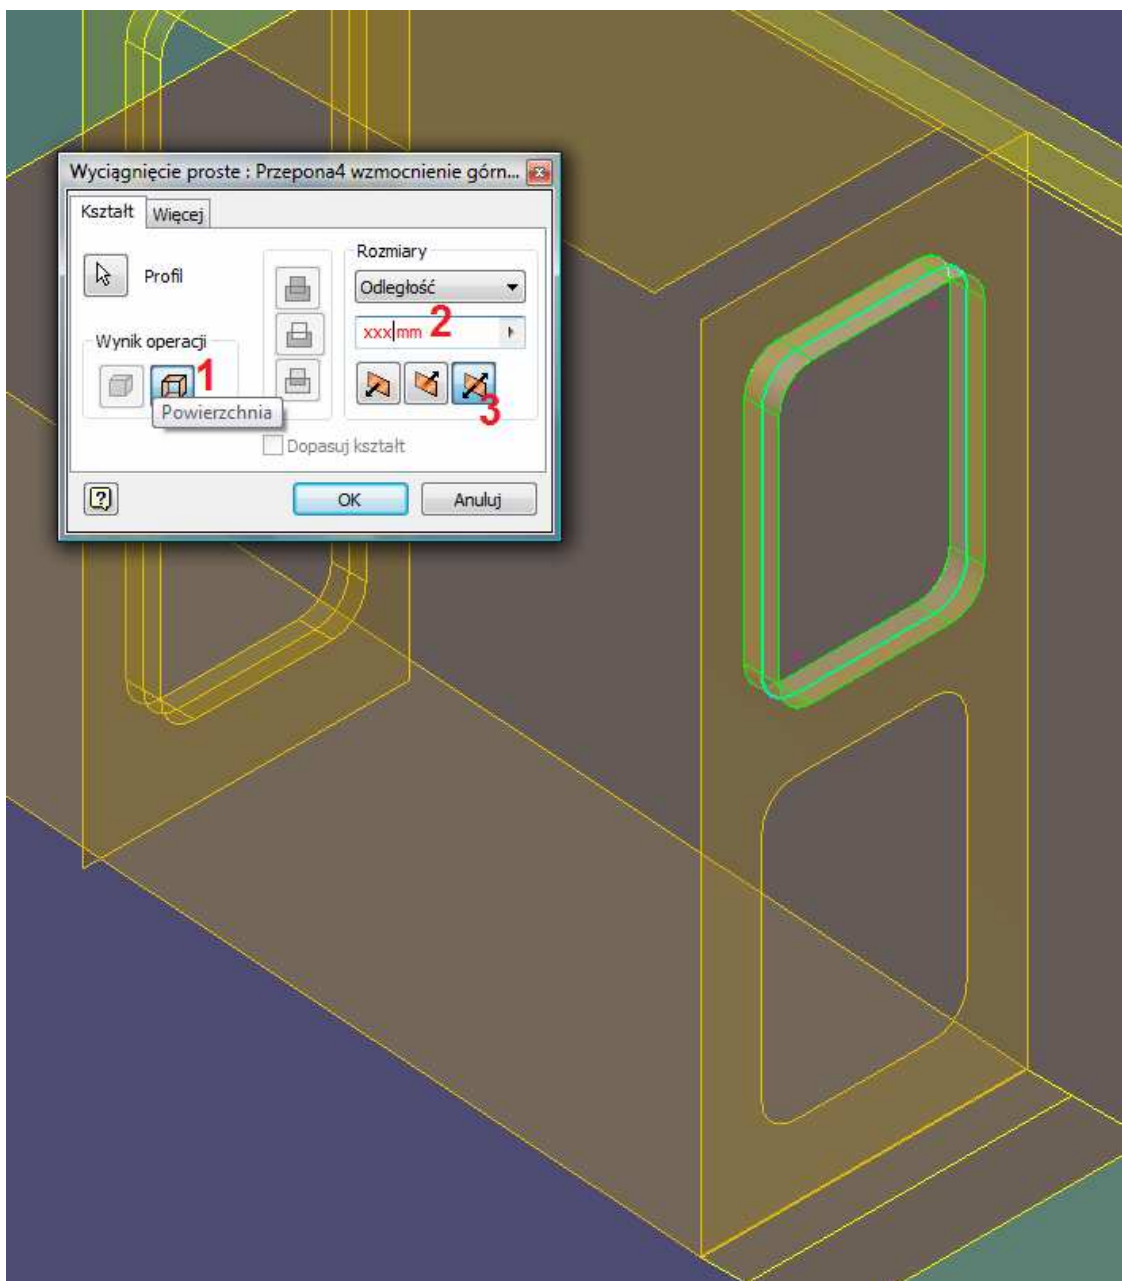 Wyciągnięcie proste : Przepona4 wzmocnienie górn...
Kształt Więcej
Profil
Rozmiary
Odległość
xxx mm 2
Wynik operacji
1
3
Powierzchnia
Dopasuj kształt
OK Anuluj